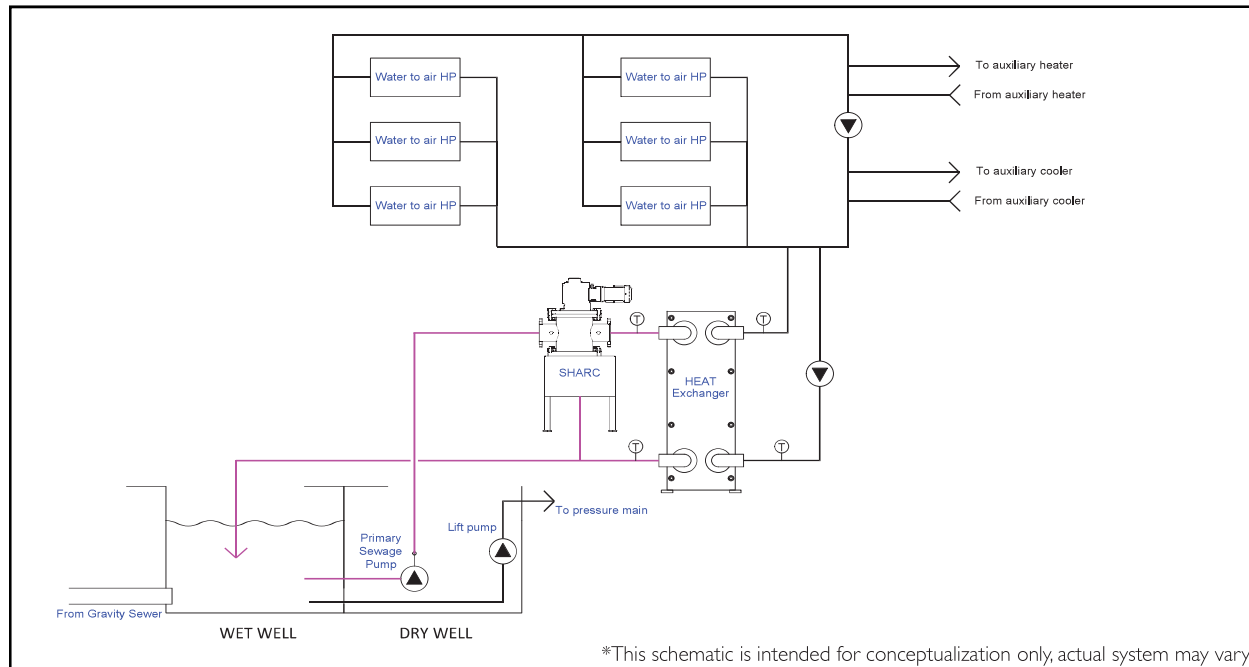 Water to air HP
Water to air HP
Water to air HP
Water to air HP
Water to air HP
Water to air HP
To auxiliary heater
From auxiliary heater
To auxiliary cooler
From auxiliary cooler
T
T
SHARC
HEAT
Exchanger
T
T
To pressure main
Lift pump
Primary
Sewage
Pump
From Gravity Sewer
WET WELL
DRY WELL
*This schematic is intended for conceptualization only, actual system may vary